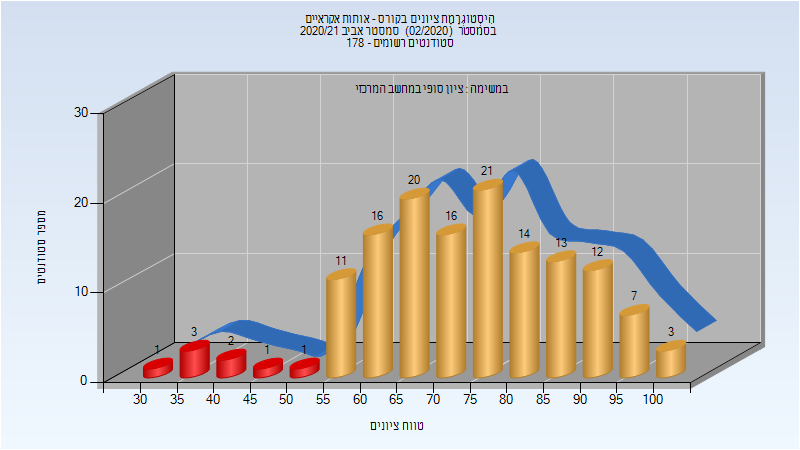 היסטוגרמת ציונים בקורס - אותות אקראיים
בסמסטר (02/2020) סמסטר אביב 2020/21
סטודנטים רשומים - 178
במשימה : ציון סופי במחשב המרכזי
30
20
10
0
מספר סטודנטים
1
3
2
1
1
11
16
20
16
21
14
13
12
7
3
30 35 40 45 50 55 60 65 70 75 80 85 90 95 100
טווח ציונים